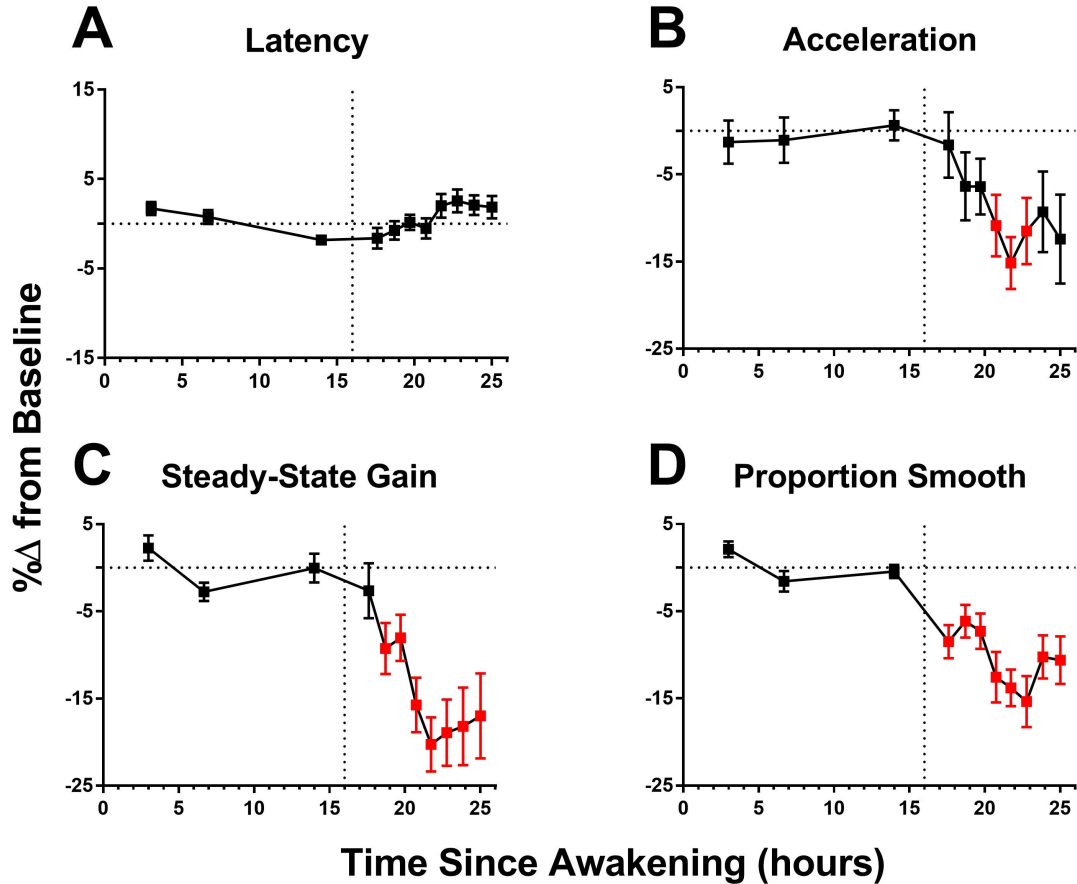 A
Latency
15
5
-5
-15
0 5 10 15 20 25
B
Acceleration
5
-5
-15
-25
0 5 10 15 20 25
%Δ from Baseline
C
Steady-State Gain
5
-5
-15
-25
0 5 10 15 20 25
D
Proportion Smooth
5
-5
-15
-25
0 5 10 15 20 25
Time Since Awakening (hours)